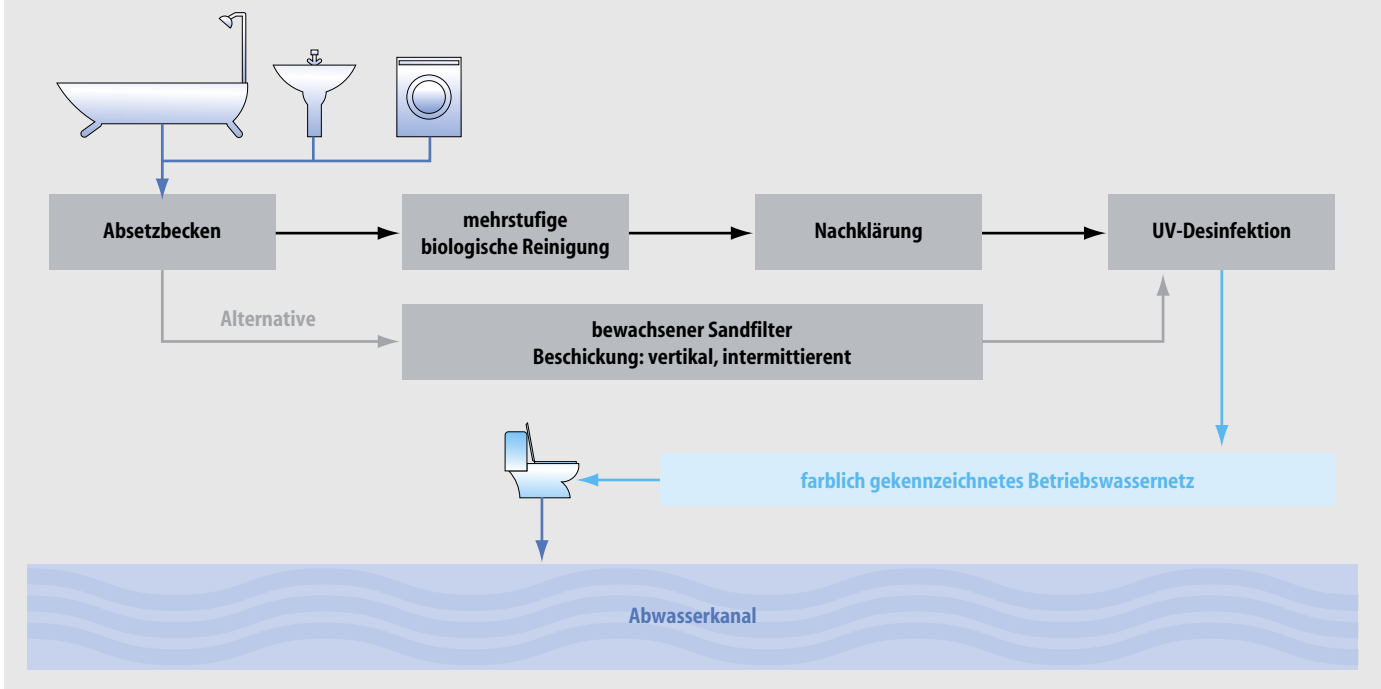 Absetzbecken
mehrstufige
biologische Reinigung
Nachklärung
UV-Desinfektion
Alternative
bewachsener Sandfilter
Beschickung: vertikal, intermittierent
farblich gekennzeichnetes Betriebswassernetz
Abwasserkanal